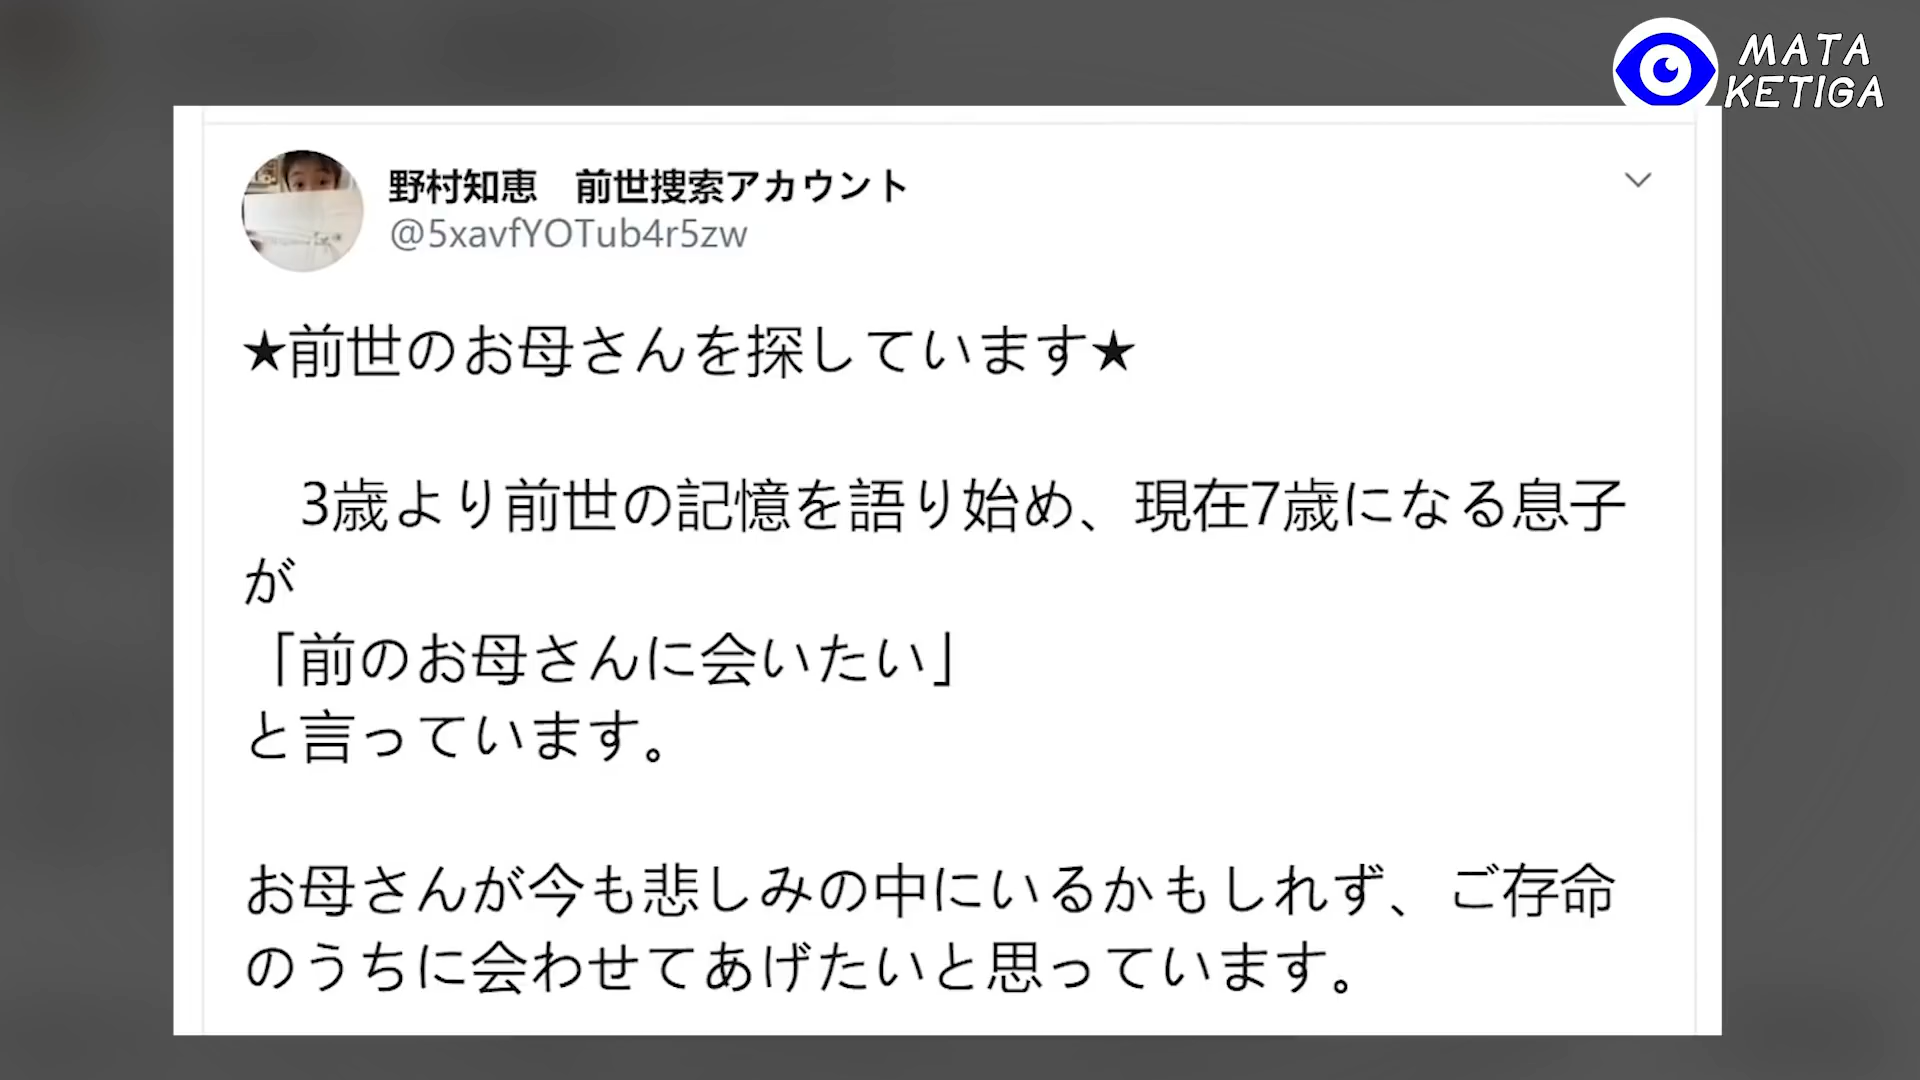 MATA
KETIGA
野村知恵　前世捜索アカウント
@5xavfYOTub4r5zw
★前世のお母さんを探しています★
　3歳より前世の記憶を語り始め、現在7歳になる息子
が
「前のお母さんに会いたい」
と言っています。
お母さんが今も悲しみの中にいるかもしれず、ご存命
のうちに会わせてあげたいと思っています。